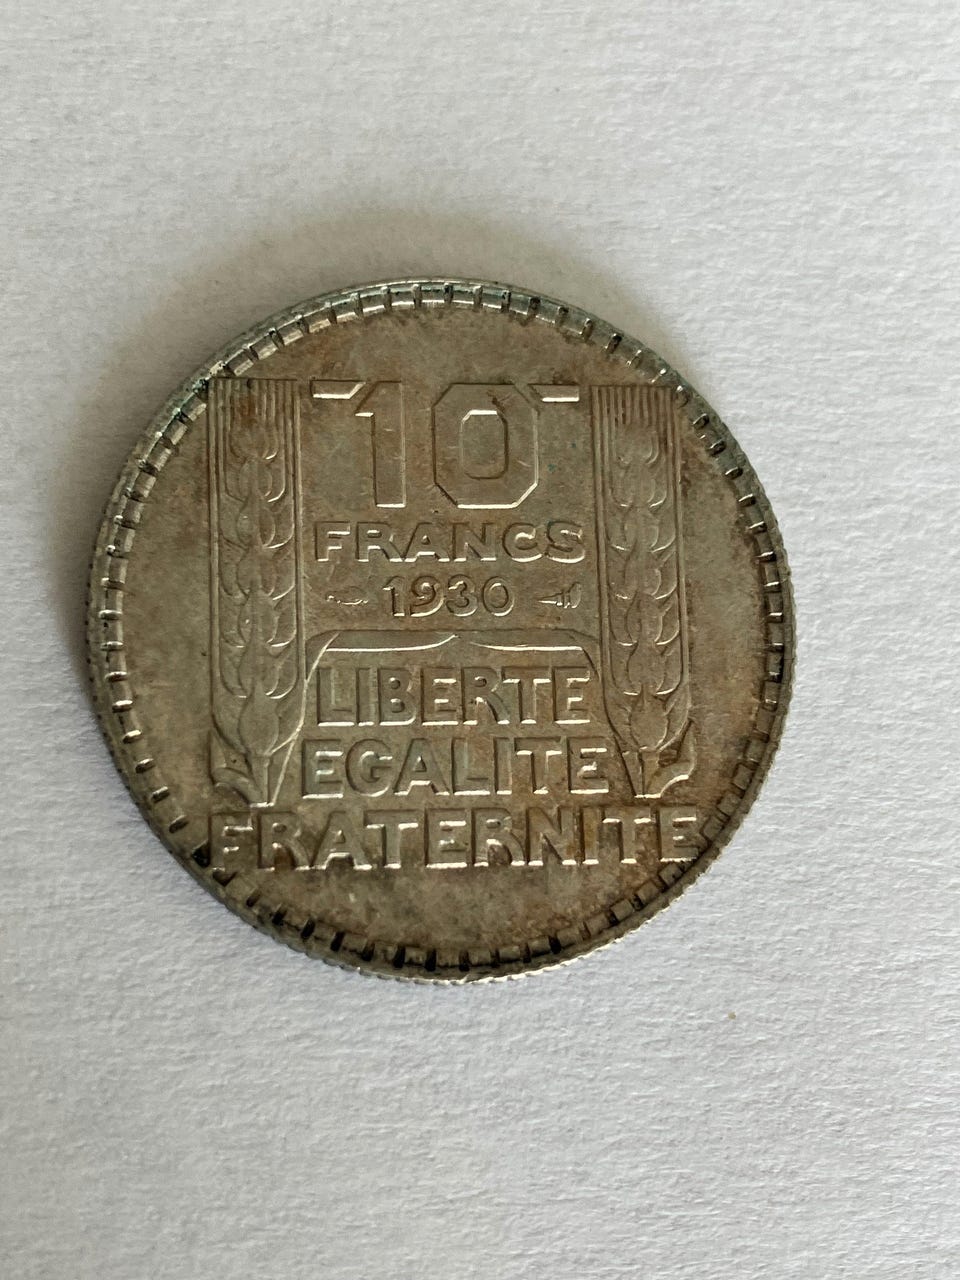 10
FRANCS
1930
LIBERTE
EGALITE
FRATERNITE